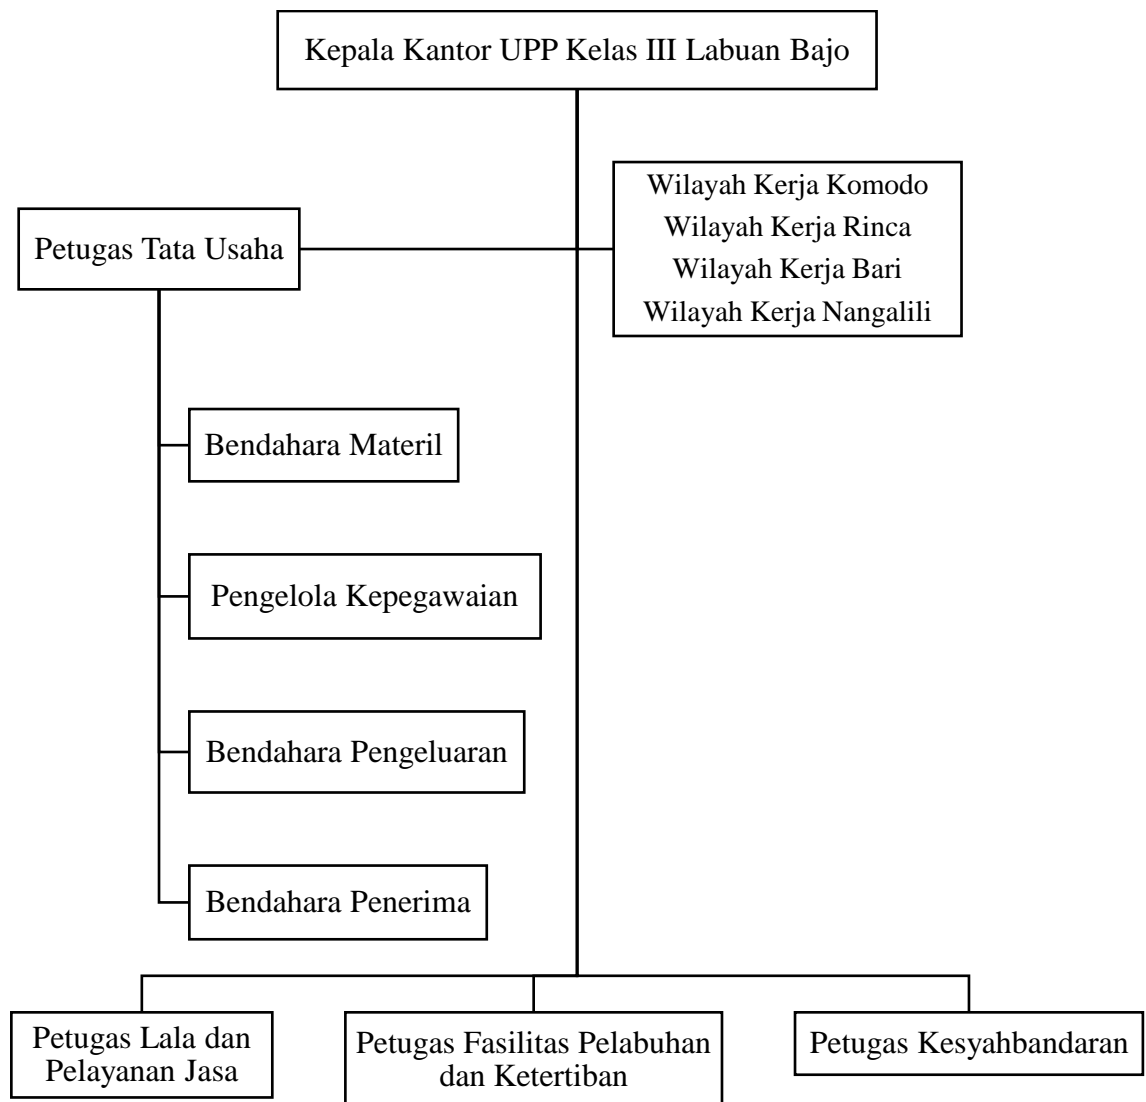 Kepala Kantor UPP Kelas III Labuan Bajo
Wilayah Kerja Komodo
Wilayah Kerja Rinca
Wilayah Kerja Bari
Wilayah Kerja Nangalili
Petugas Tata Usaha
Bendahara Materil
Pengelola Kepegawaian
Bendahara Pengeluaran
Bendahara Penerima
Petugas Lala dan
Pelayanan Jasa
Petugas Fasilitas Pelabuhan
dan Ketertiban
Petugas Kesyahbandaran